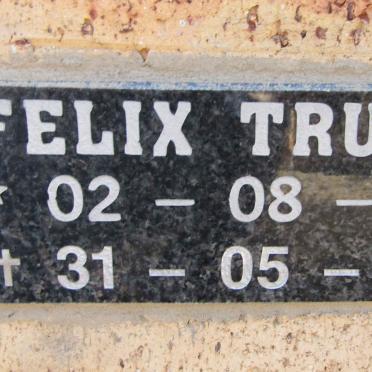 FELIX TRU
* 02 – 08 –
† 31 – 05 –